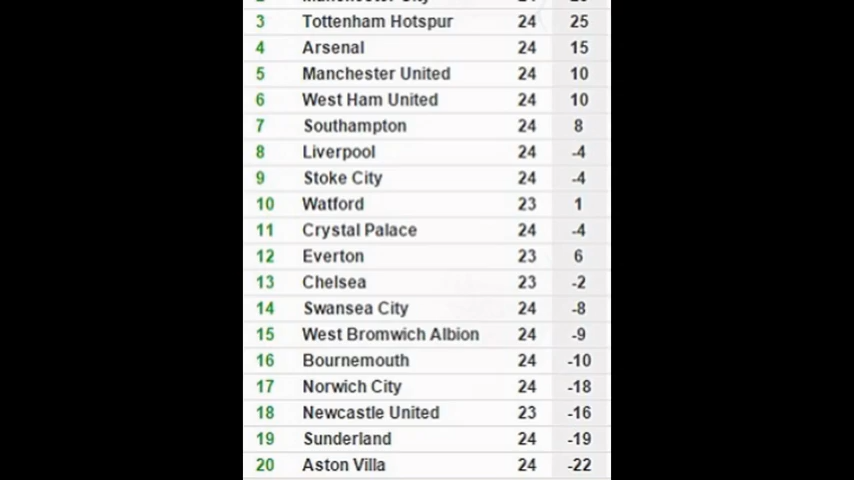 3 Tottenham Hotspur 24 25
4 Arsenal 24 15
5 Manchester United 24 10
6 West Ham United 24 10
7 Southampton 24 8
8 Liverpool 24 -4
9 Stoke City 24 -4
10 Watford 23 1
11 Crystal Palace 24 -4
12 Everton 23 6
13 Chelsea 23 -2
14 Swansea City 24 -8
15 West Bromwich Albion 24 -9
16 Bournemouth 24 -10
17 Norwich City 24 -18
18 Newcastle United 23 -16
19 Sunderland 24 -19
20 Aston Villa 24 -22